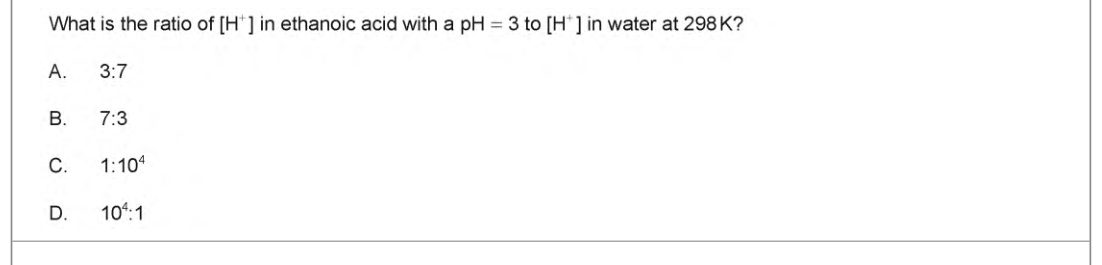 What is the ratio of [H⁺] in ethanoic acid with a pH = 3 to [H⁺] in water at 298 K?
A. 3:7
B. 7:3
C. 1:10⁴
D. 10⁴:1